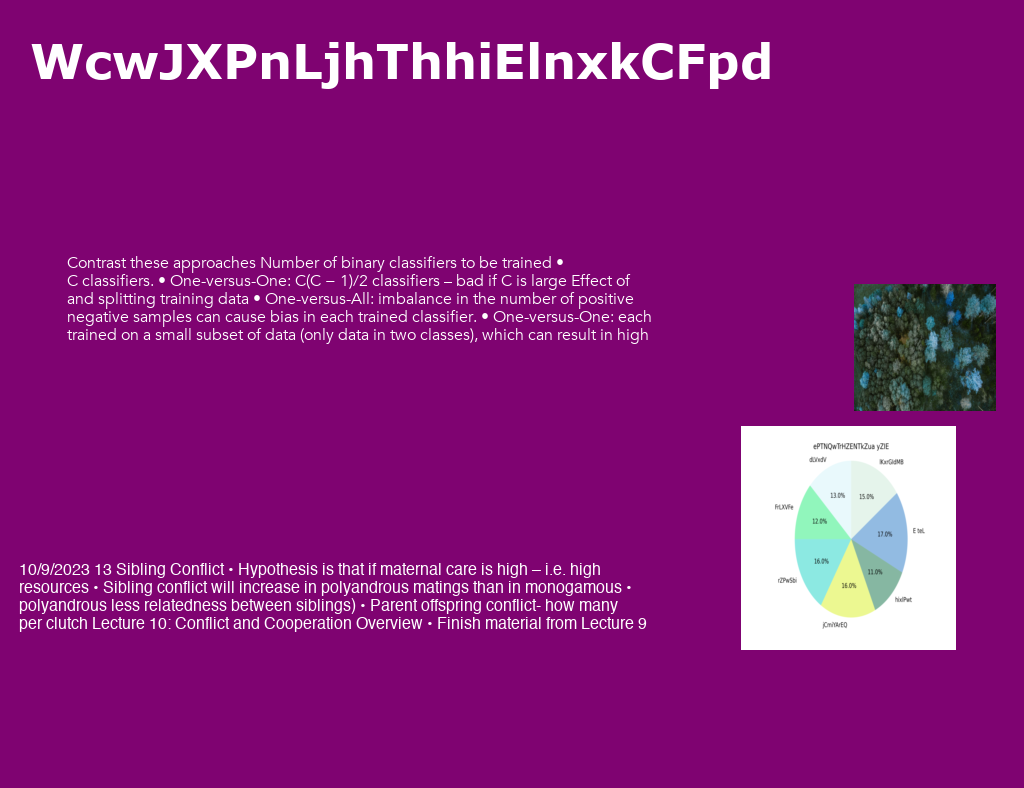 WcwJXPnLjhThhiElnxkCFpd
Contrast these approaches Number of binary classifiers to be trained •
C classifiers. • One-versus-One: C(C − 1)/2 classifiers – bad if C is large Effect of
and splitting training data • One-versus-All: imbalance in the number of positive
negative samples can cause bias in each trained classifier. • One-versus-One: each
trained on a small subset of data (only data in two classes), which can result in high
ePTNQwTrHZENTkZua yZIE
dLVxdV
15.0%
13.0%
FrLXVFe
12.0%
17.0%
E teL
16.0%
11.0%
rZPwSbi
16.0%
hixlPwt
jCmlYArEQ
10/9/2023 13 Sibling Conflict • Hypothesis is that if maternal care is high – i.e. high
resources • Sibling conflict will increase in polyandrous matings than in monogamous •
polyandrous less relatedness between siblings) • Parent offspring conflict- how many
per clutch Lecture 10: Conflict and Cooperation Overview • Finish material from Lecture 9